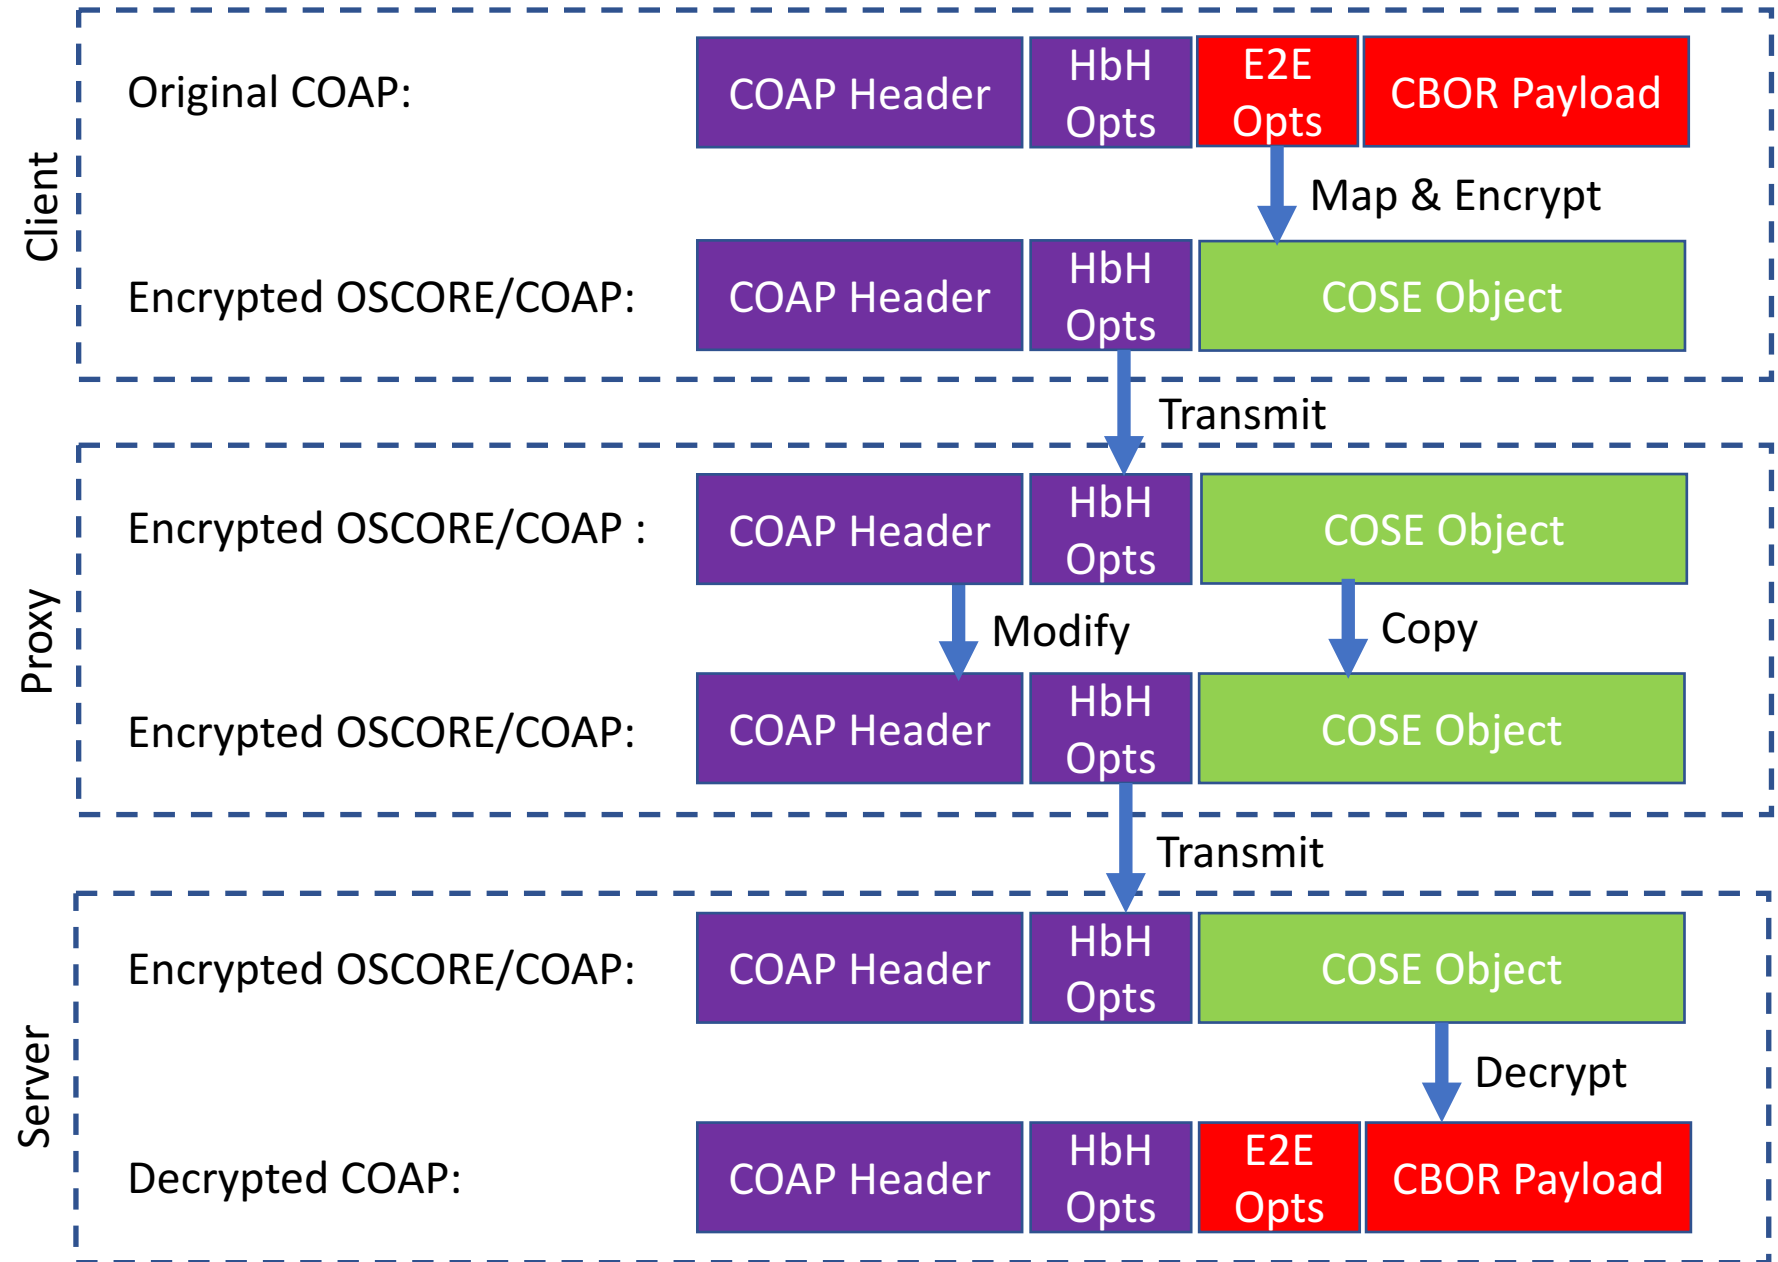 Client
Original COAP:
COAP Header
HbH
Opts
E2E
Opts
CBOR Payload
Map & Encrypt
Encrypted OSCORE/COAP:
COAP Header
HbH
Opts
COSE Object
Transmit
Proxy
Encrypted OSCORE/COAP :
COAP Header
HbH
Opts
COSE Object
Modify
Copy
Encrypted OSCORE/COAP:
COAP Header
HbH
Opts
COSE Object
Transmit
Server
Encrypted OSCORE/COAP:
COAP Header
HbH
Opts
COSE Object
Decrypt
Decrypted COAP:
COAP Header
HbH
Opts
E2E
Opts
CBOR Payload